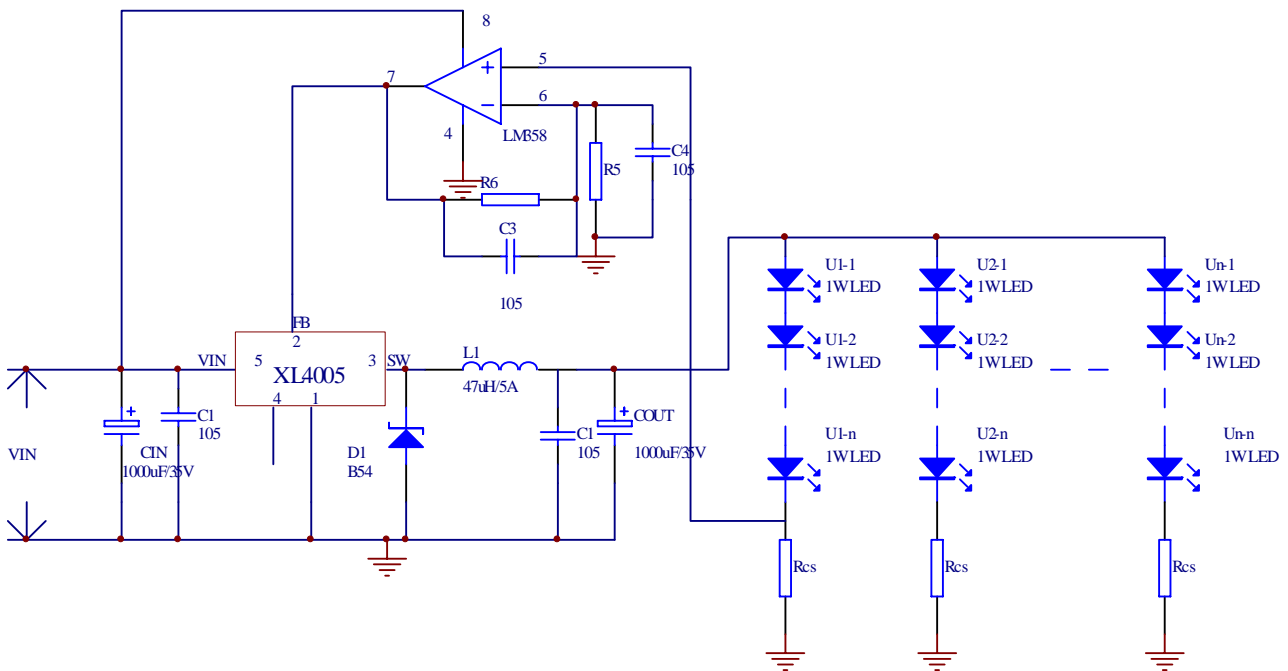 8
7
5
6
4
LM358
C4
105
R5
R6
C3
105
FB
2
VIN
5
3
SW
XL4005
4
1
L1
47uH/5A
C1
105
CIN
1000uF/35V
VIN
D1
B54
C1
105
COUT
1000uF/35V
U1-1
1WLED
U2-1
1WLED
Un-1
1WLED
U1-2
1WLED
U2-2
1WLED
Un-2
1WLED
U1-n
1WLED
U2-n
1WLED
Un-n
1WLED
Rcs
Rcs
Rcs